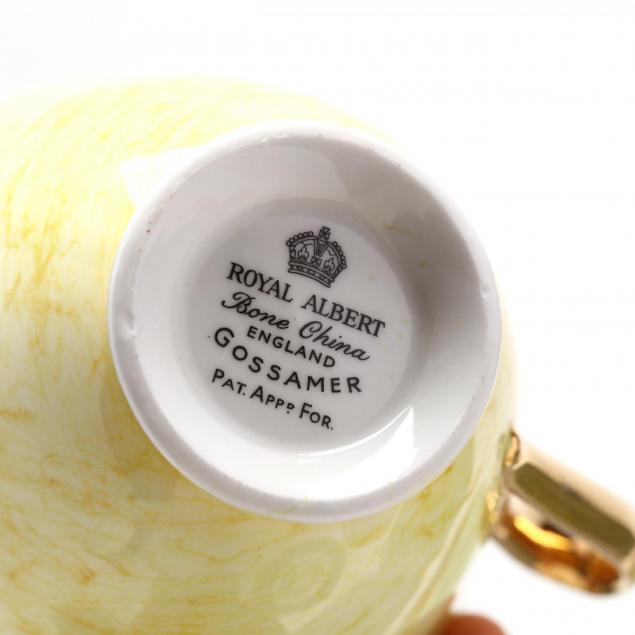 ROYAL ALBERT
Bone China
ENGLAND
GOSSAMER
PAT. APPD FOR.